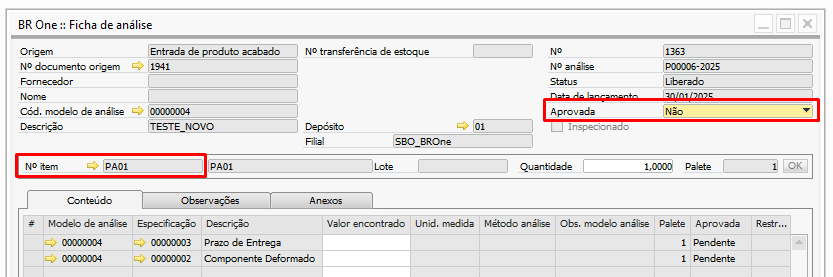 BR One :: Ficha de análise
Origem Entrada de produto acabado Nº transferência de estoque Nº 1363
Nº documento origem 1941 Nº análise P00006-2025
Fornecedor Status Liberado
Nome Data de lançamento 30/01/2025
Cód. modelo de análise 00000004 Aprovada Não
Descrição TESTE_NOVO Depósito 01 Inspecionado
Filial SBO_BROne
Nº item PA01 PA01 Lote Quantidade 1,0000 Palete 1 OK
Conteúdo Observações Anexos
# Modelo de análise Especificação Descrição Valor encontrado Unid. medida Método análise Obs. modelo análise Palete Aprovada Restr...
00000004 00000003 Prazo de Entrega 1 Pendente
00000004 00000002 Componente Deformado 1 Pendente